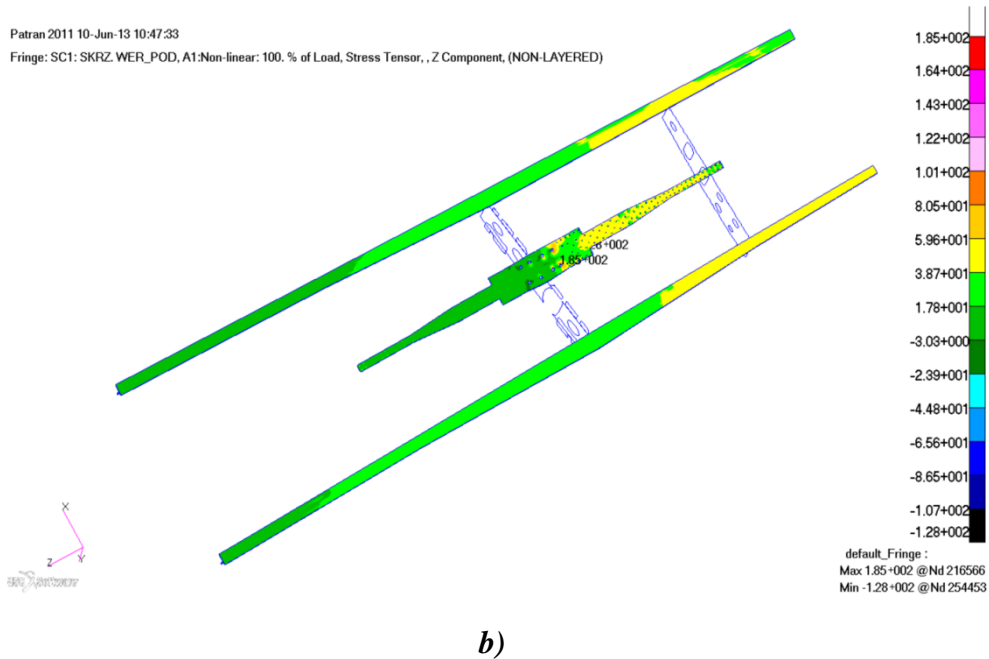 Patran 2011 10-Jun-13 10:47:33
Fringe: SC1: SKRZ. WER_POD, A1:Non-linear: 100. % of Load, Stress Tensor, , Z Component, (NON-LAYERED)
1.85+002
1.64+002
1.43+002
1.22+002
1.01+002
8.05+001
5.96+001
3.87+001
1.78+001
-3.03+000
-2.39+001
-4.48+001
-6.56+001
-8.65+001
-1.07+002
-1.28+002
1.85+002
X
Z
Y
default_Fringe :
Max 1.85+002 @Nd 216566
Min -1.28+002 @Nd 254453
b)